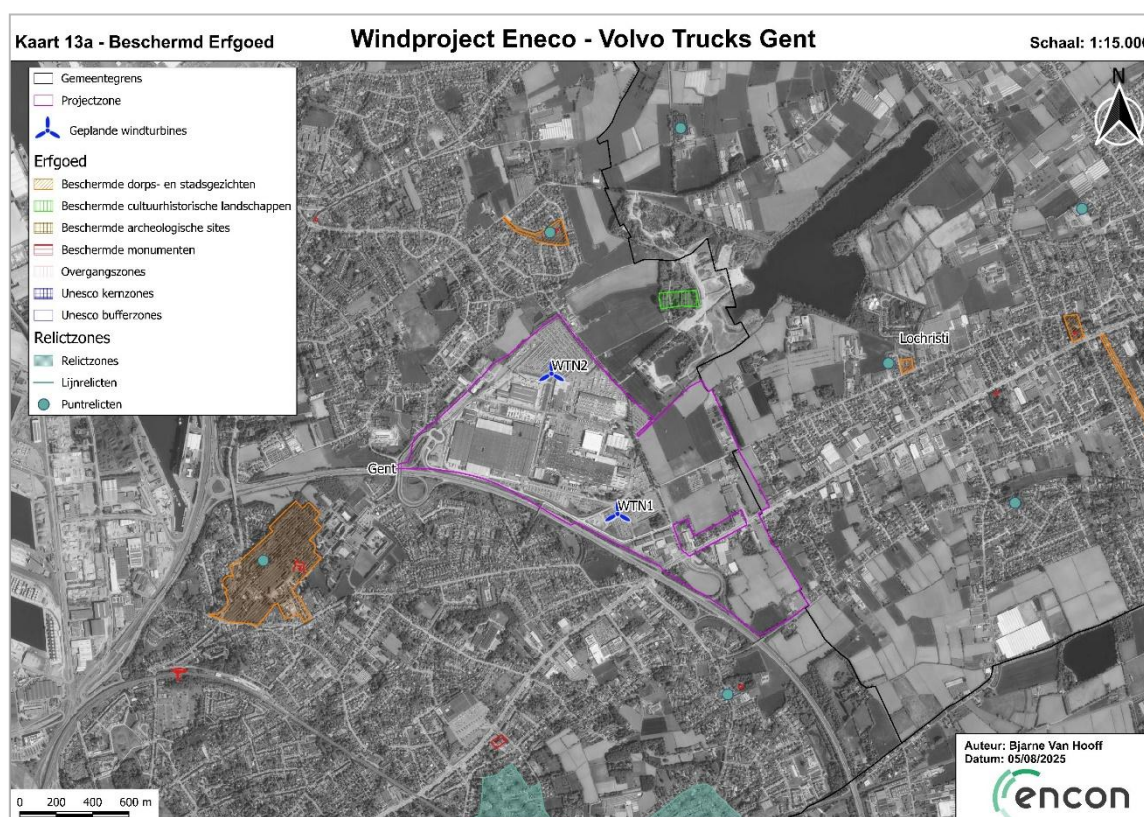 Kaart 13a - Beschermd Erfgoed
Windproject Eneco - Volvo Trucks Gent
Schaal: 1:15.000
Gemeentegrens
Projectzone
Geplande windturbines
Erfgoed
Beschermde dorps- en stadsgezichten
Beschermde cultuurhistorische landschappen
Beschermde archeologische sites
Beschermde monumenten
Overgangszones
Unesco kernzones
Unesco bufferzones
Relictzones
Relictzones
Lijnrelicten
Puntrelicten
N
Lochristi
WTN2
Gent
WTN1
Auteur: Bjarne Van Hooff
Datum: 05/08/2025
encon
0 200 400 600 m